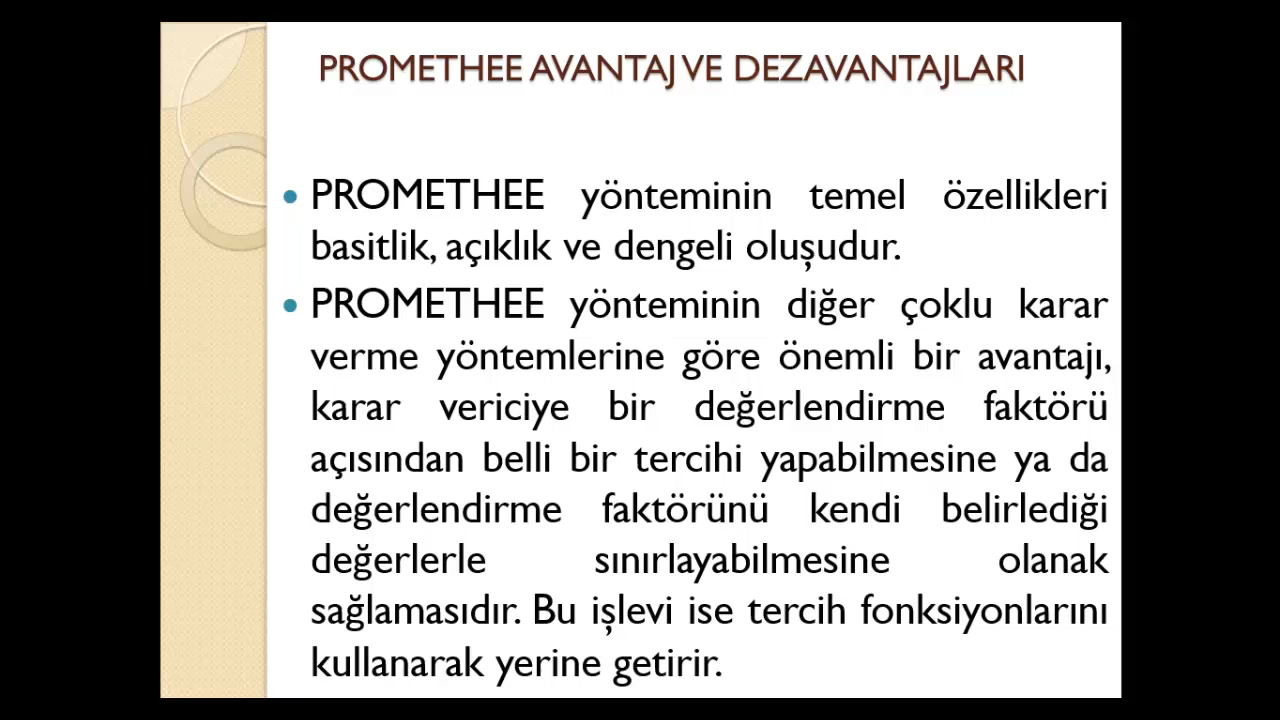 PROMETHEE AVANTAJ VE DEZAVANTAJLARI
PROMETHEE yönteminin temel özellikleri
basitlik, açıklık ve dengeli oluşudur.
PROMETHEE yönteminin diğer çoklu karar
verme yöntemlerine göre önemli bir avantajı,
karar vericiye bir değerlendirme faktörü
açısından belli bir tercihi yapabilmesine ya da
değerlendirme faktörünü kendi belirlediği
değerlerle sınırlayabilmesine olanak
sağlamasıdır. Bu işlevi ise tercih fonksiyonlarını
kullanarak yerine getirir.